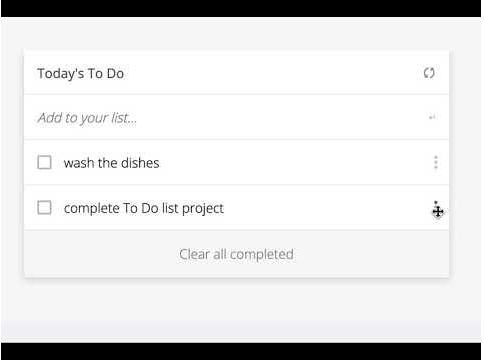 Today's To Do
Add to your list...
wash the dishes
complete To Do list project
Clear all completed